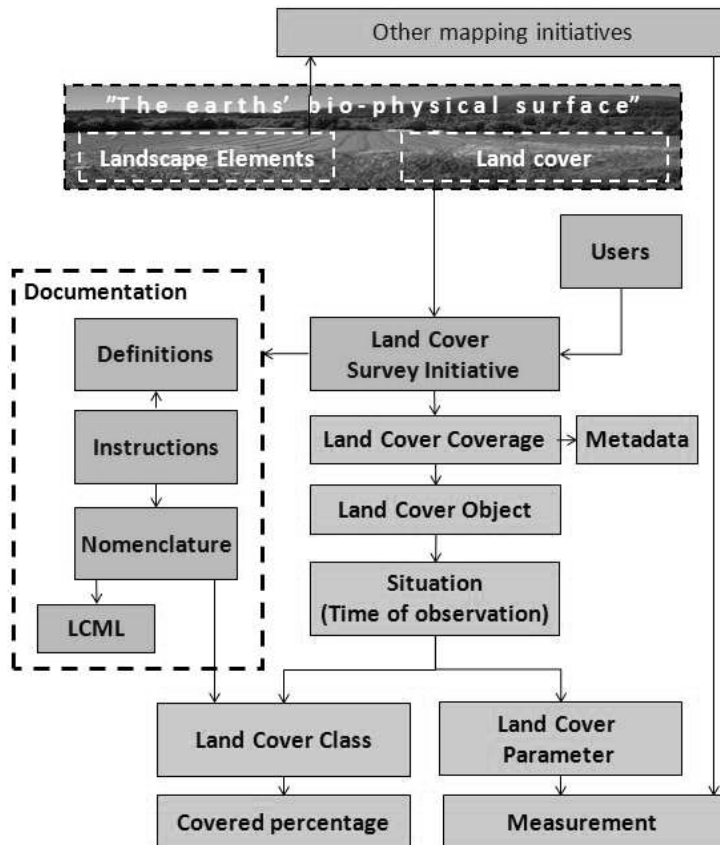 Other mapping initiatives
"The earths' bio-physical surface"
Landscape Elements
Land cover
Users
Documentation
Definitions
Land Cover
Survey Initiative
Instructions
Land Cover Coverage
Metadata
Land Cover Object
Nomenclature
Situation
(Time of observation)
LCML
Land Cover Class
Land Cover
Parameter
Covered percentage
Measurement